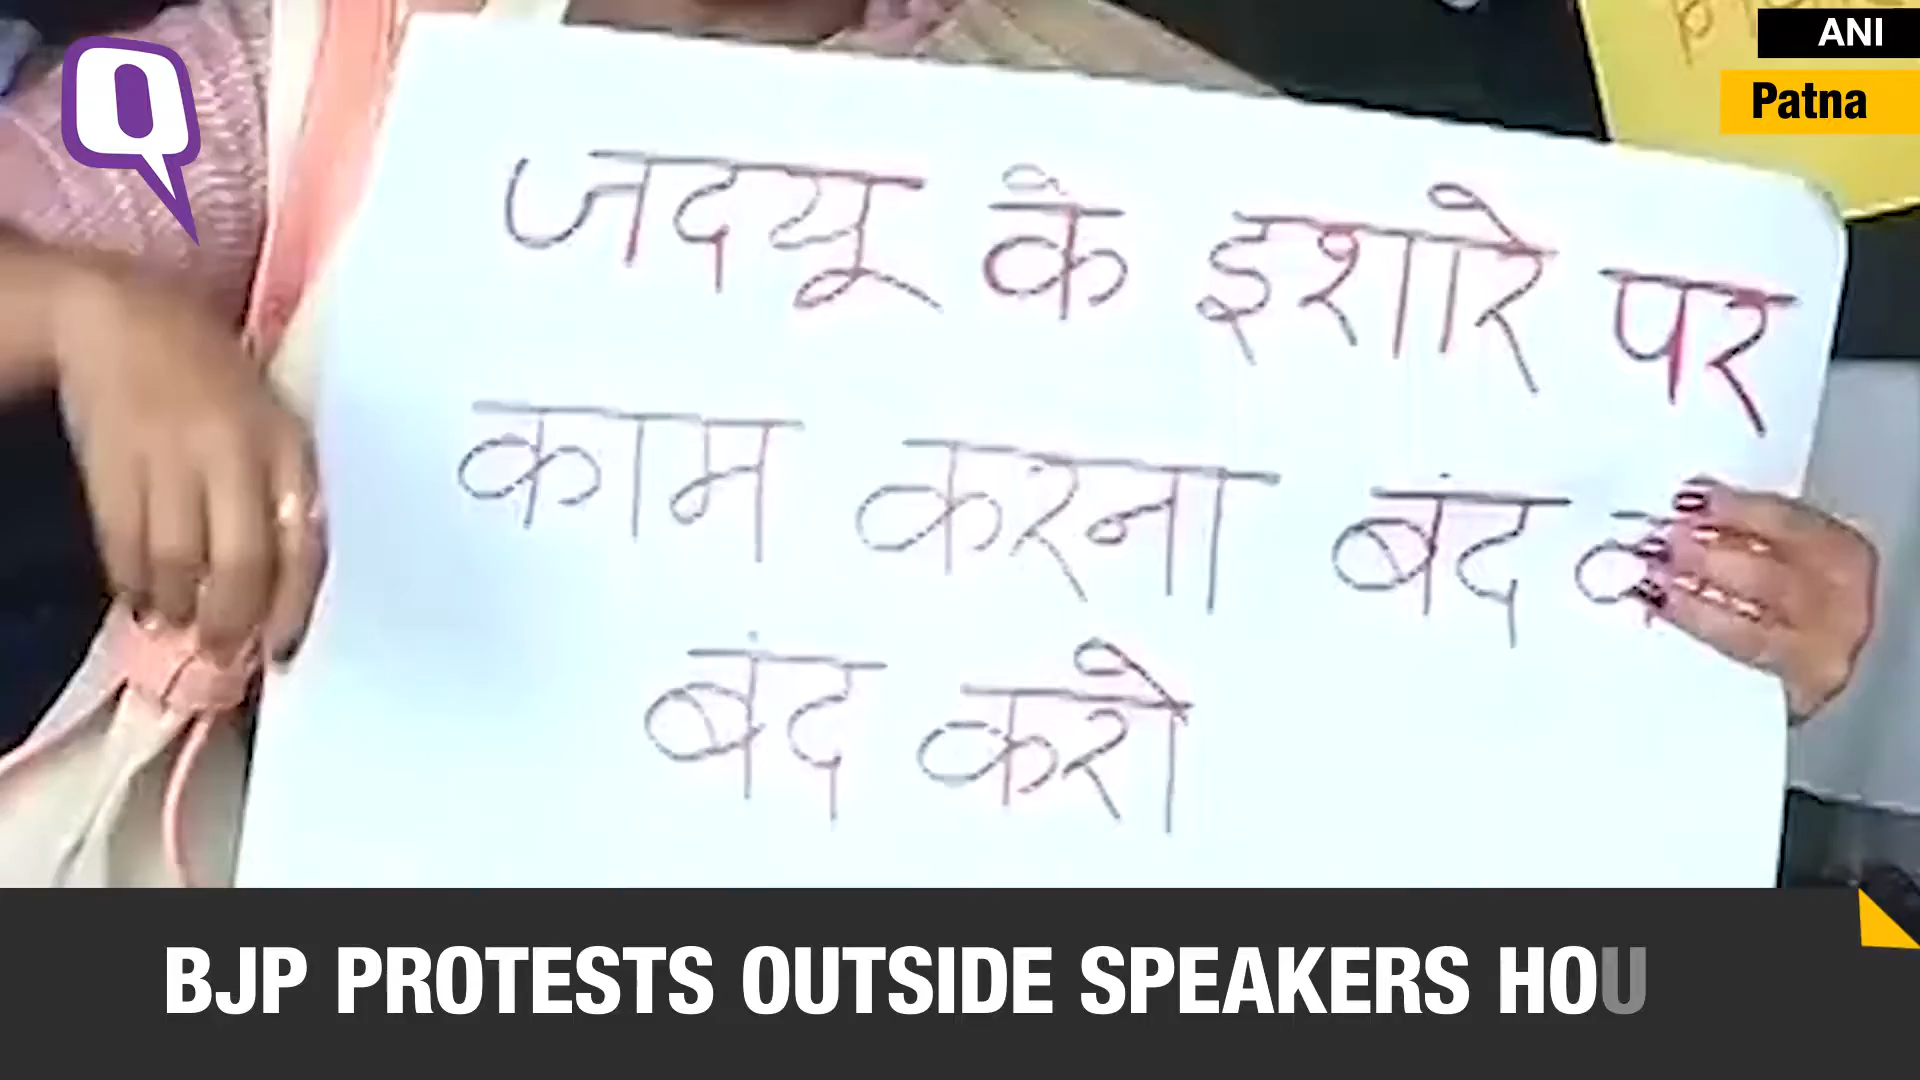 ANI
Patna
जदयू के इशारे पर
काम करना बंद
बंद करो
BJP PROTESTS OUTSIDE SPEAKERS HOU